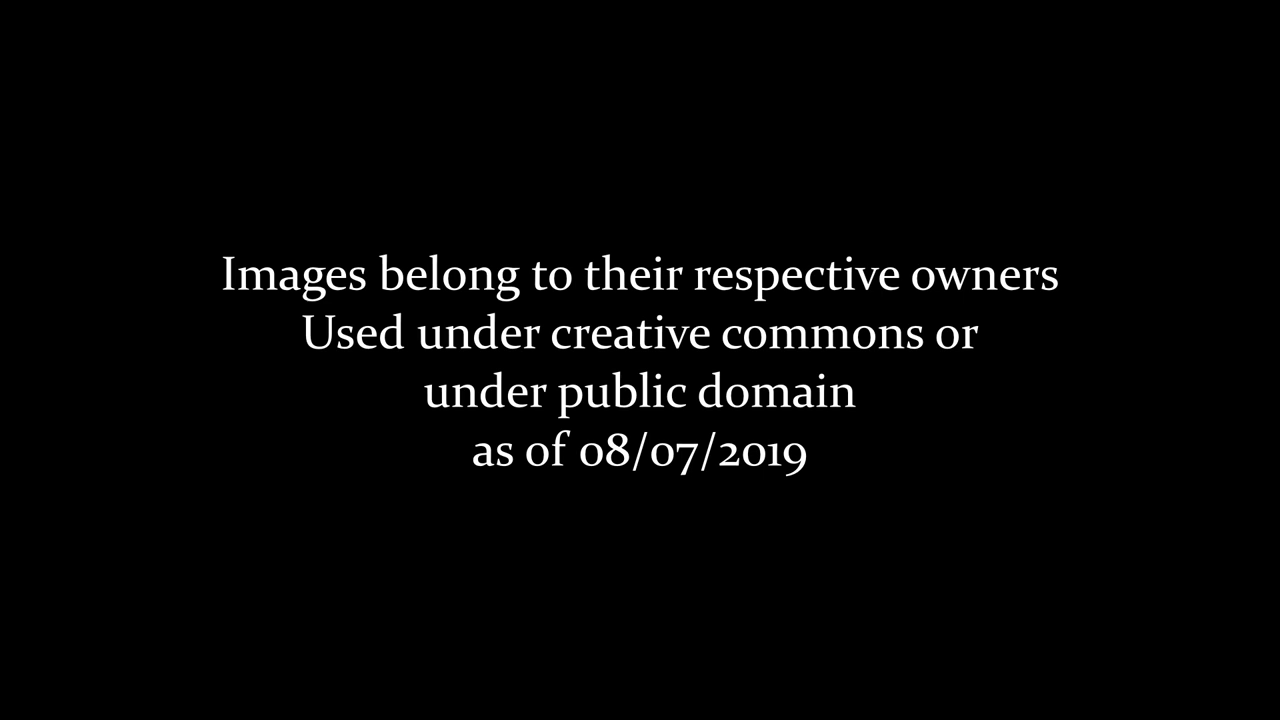 Images belong to their respective owners
Used under creative commons or
under public domain
as of 08/07/2019